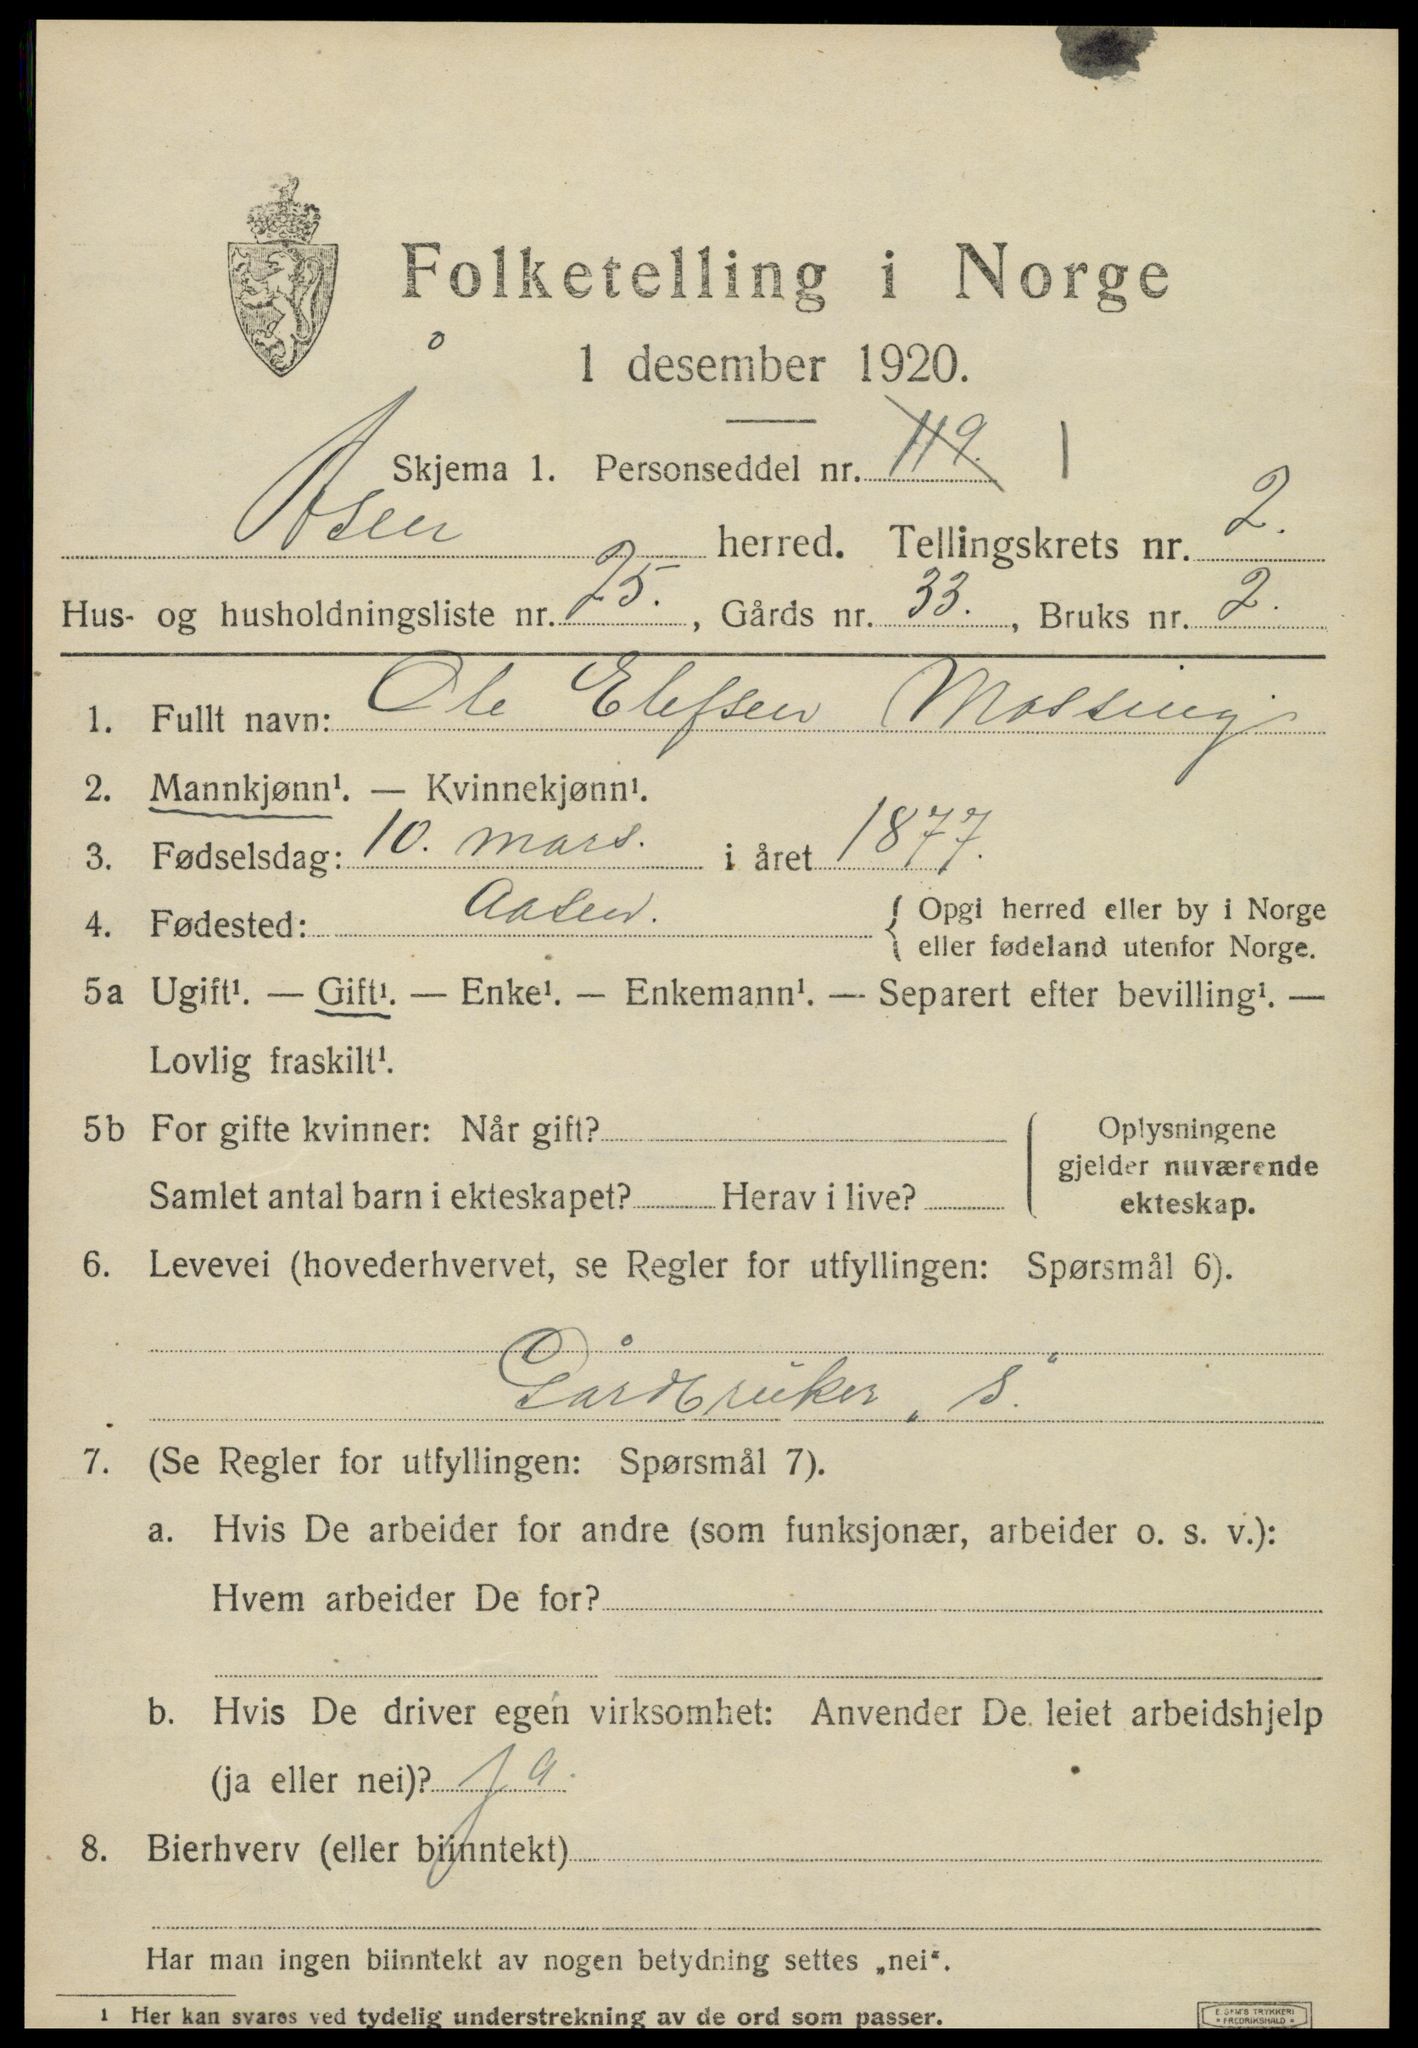 Folketelling i Norge
1 desember 1920.
Skjema 1. Personseddel nr. 119. 1
Åsen herred. Tellingskrets nr. 2.
Hus- og husholdningsliste nr. 25., Gårds nr. 33., Bruks nr. 2.
1. Fullt navn: Ole Elefsen Mossing
2. Mannkjønn¹. — Kvinnekjønn¹.
3. Fødselsdag: 10. mars. i året 1877.
4. Fødested: Aasen. { Opgi herred eller by i Norge
eller fødeland utenfor Norge.
5a Ugift¹. — Gift¹. — Enke¹. — Enkemann¹. — Separert efter bevilling¹. —
Lovlig fraskilt¹.
5b For gifte kvinner: Når gift?
Samlet antal barn i ekteskapet? Herav i live?
Oplysningene
gjelder nuværende
ekteskap.
6. Levevei (hovederhvervet, se Regler for utfyllingen: Spørsmål 6).
Gårdbruker „S“.
7. (Se Regler for utfyllingen: Spørsmål 7).
a. Hvis De arbeider for andre (som funksjonær, arbeider o. s. v.):
Hvem arbeider De for?
b. Hvis De driver egen virksomhet: Anvender De leiet arbeidshjelp
(ja eller nei)? ja.
8. Bierhverv (eller biinntekt)
Har man ingen biinntekt av nogen betydning settes „nei“.
1 Her kan svares ved tydelig understrekning av de ord som passer.
E. SEM'S TRYKKERI
• FREDRIKSHALD •